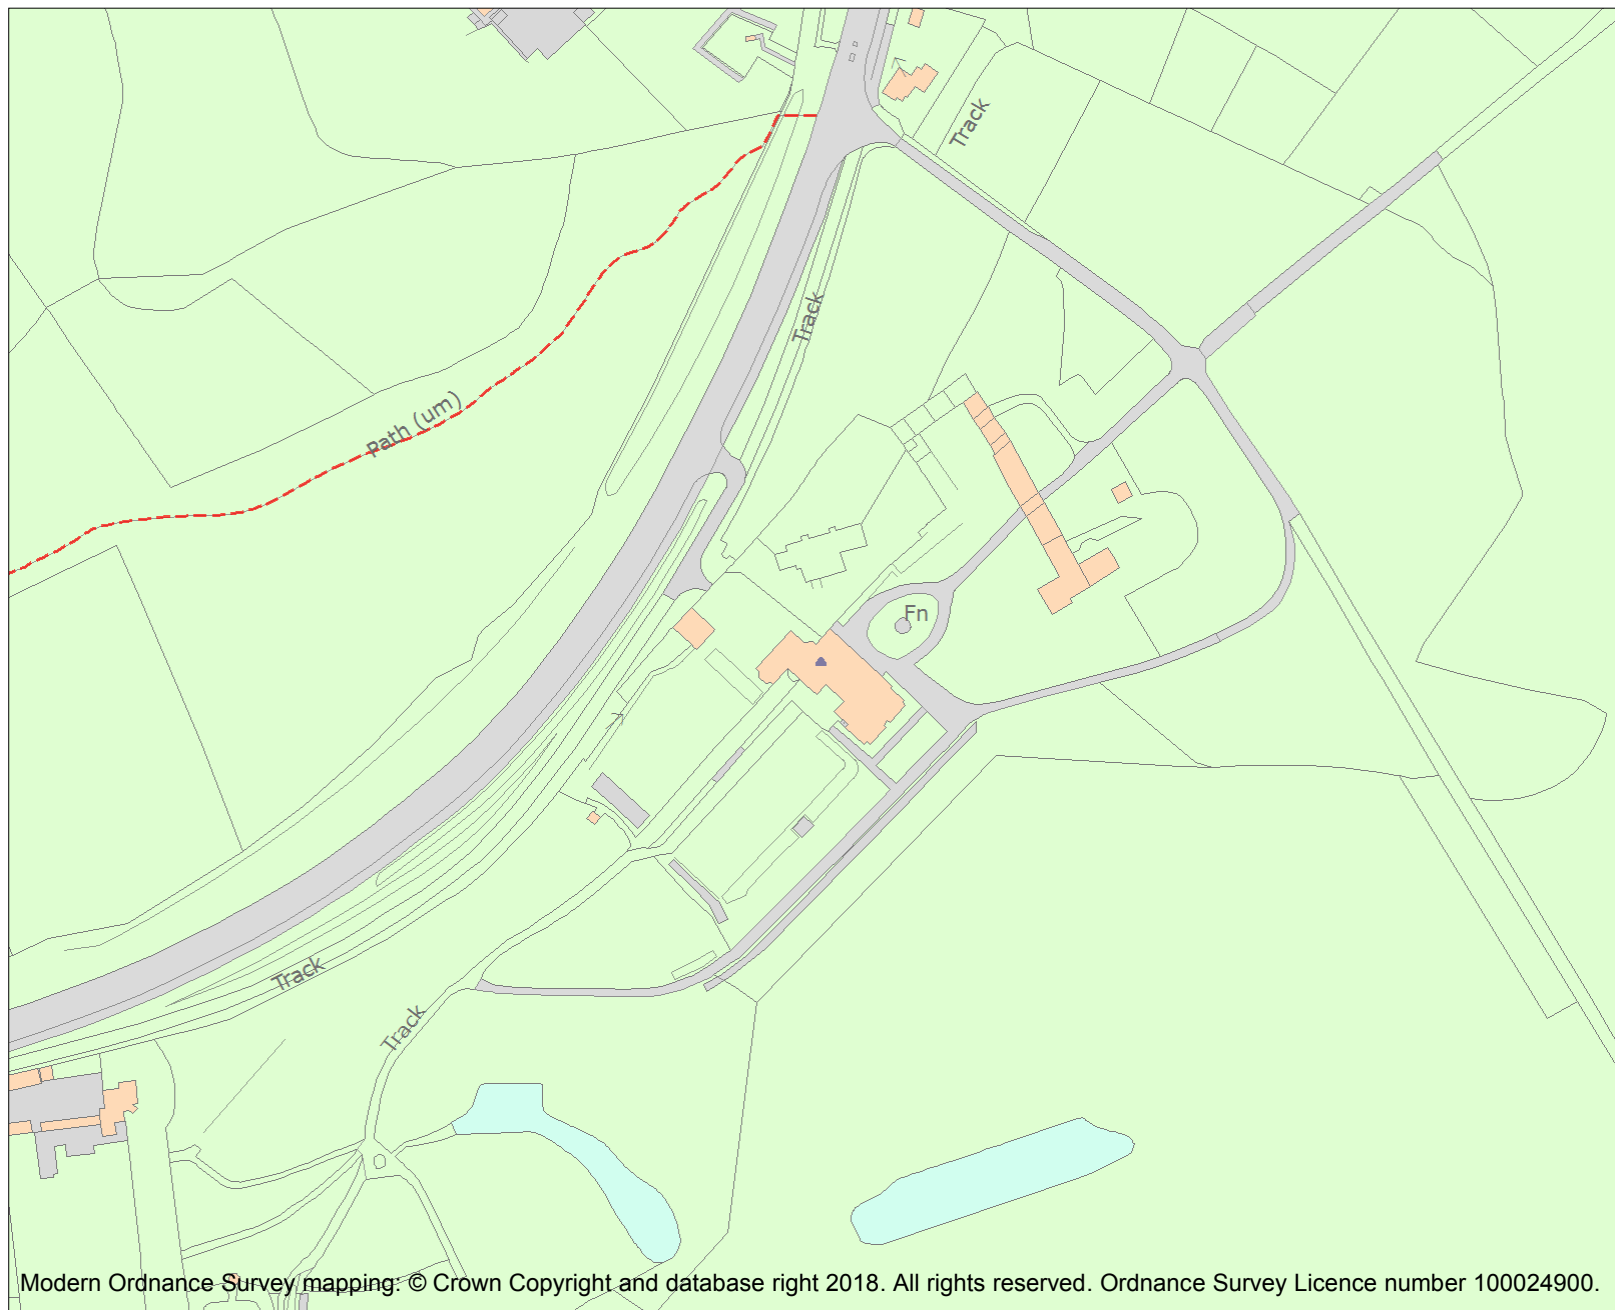 Track
Track
Path (um)
Fn
Track
Track
Modern Ordnance Survey mapping: © Crown Copyright and database right 2018. All rights reserved. Ordnance Survey Licence number 100024900.